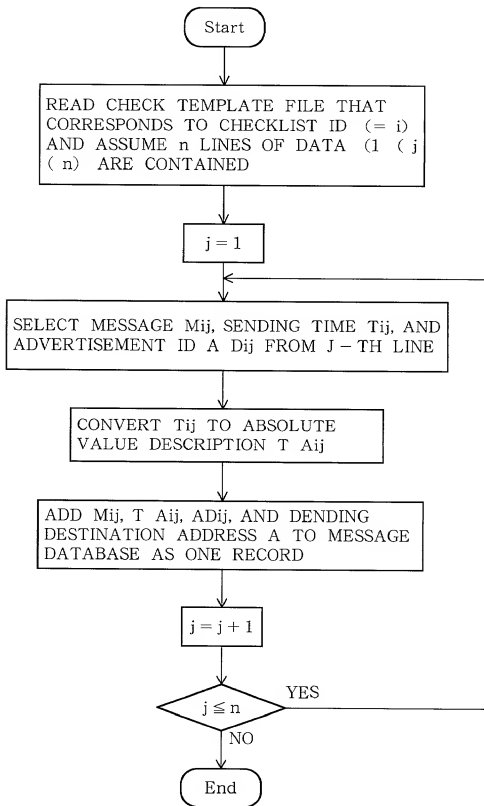 Start
READ CHECK TEMPLATE FILE THAT
CORRESPONDS TO CHECKLIST ID (= i)
AND ASSUME n LINES OF DATA (1 ( j
( n) ARE CONTAINED
j = 1
SELECT MESSAGE Mij, SENDING TIME Tij, AND
ADVERTISEMENT ID A Dij FROM J − TH LINE
CONVERT Tij TO ABSOLUTE
VALUE DESCRIPTION T Aij
ADD Mij, T Aij, ADij, AND DENDING
DESTINATION ADDRESS A TO MESSAGE
DATABASE AS ONE RECORD
j = j + 1
j ≦ n
YES
NO
End